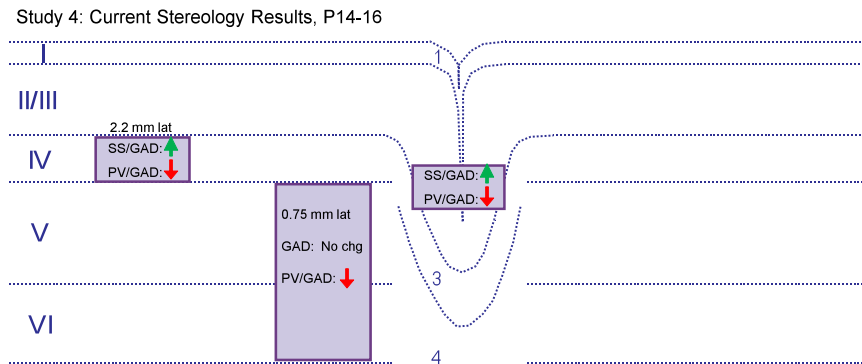 Study 4: Current Stereology Results, P14-16
I
1
II/III
2.2 mm lat
SS/GAD:
PV/GAD:
IV
SS/GAD:
PV/GAD:
V
0.75 mm lat
GAD: No chg
PV/GAD:
3
VI
4